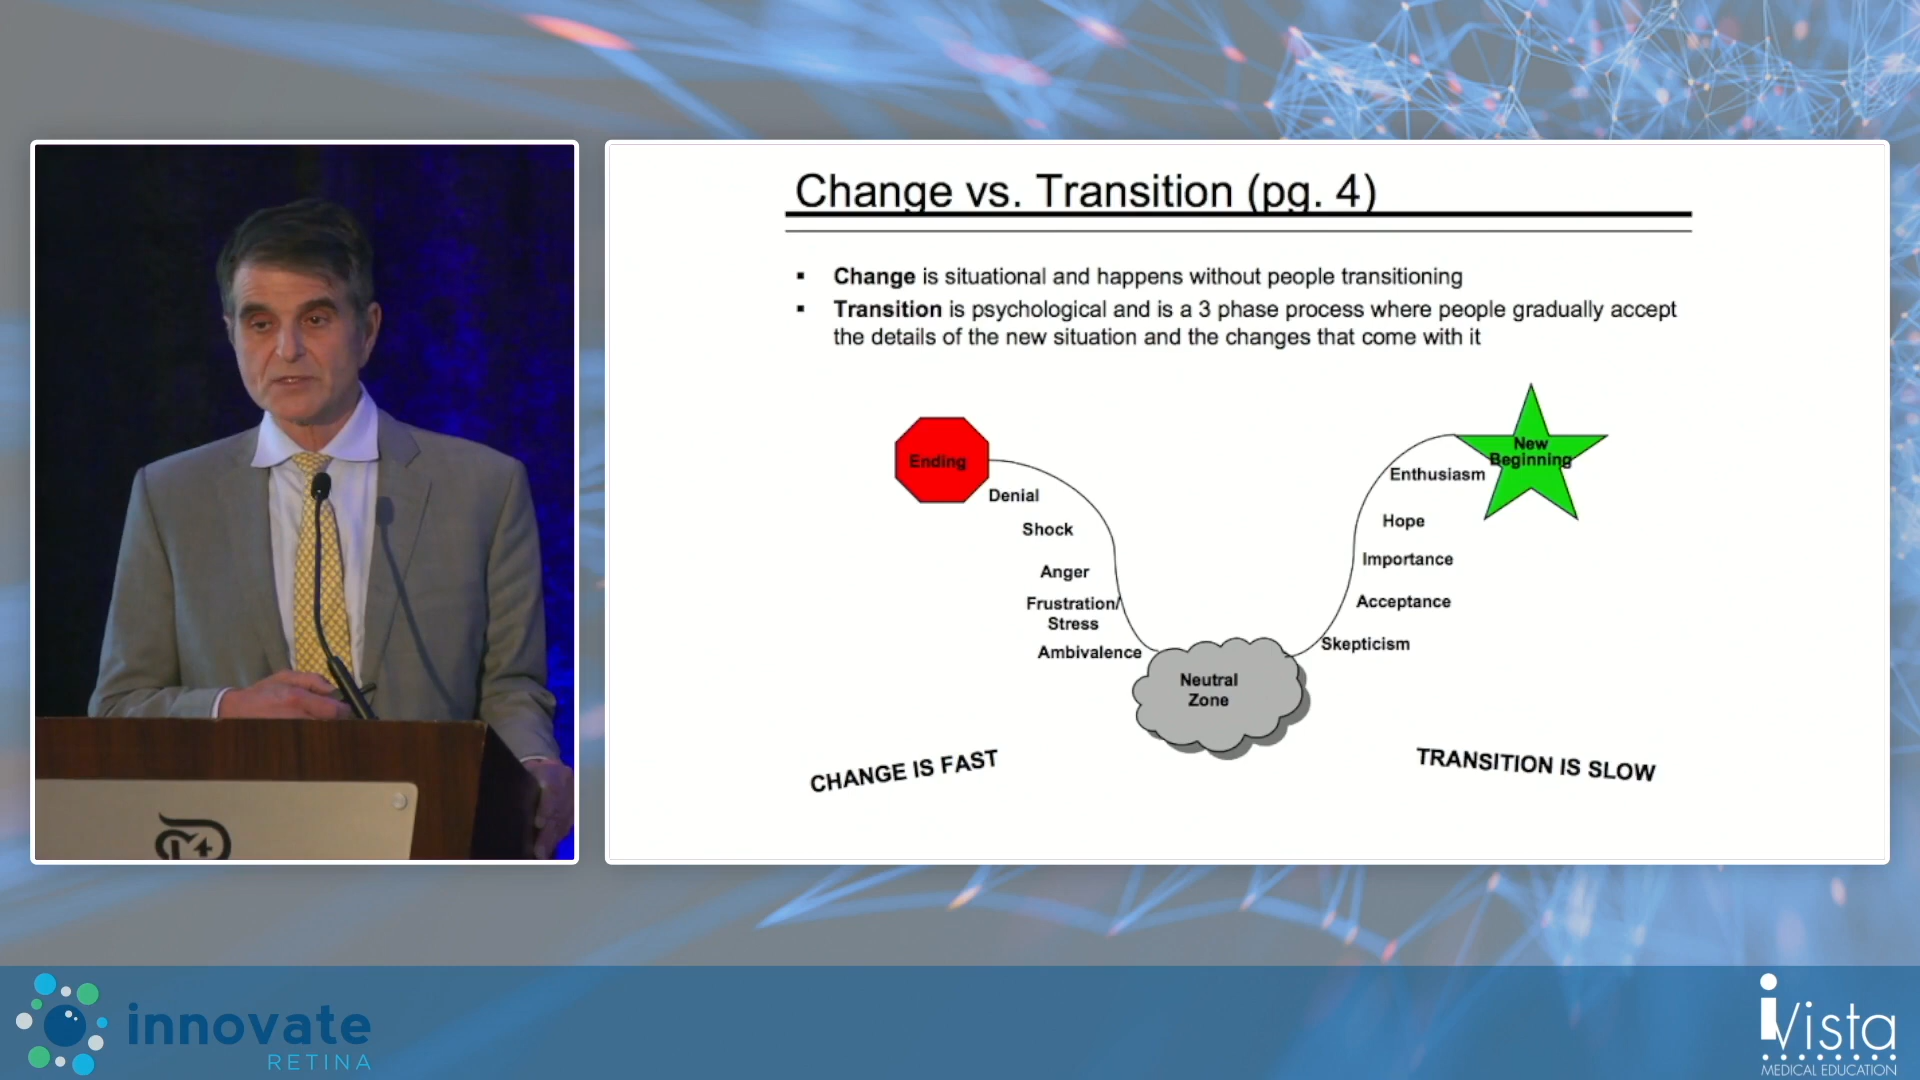 Change vs. Transition (pg. 4)
▪ Change is situational and happens without people transitioning
▪ Transition is psychological and is a 3 phase process where people gradually accept
the details of the new situation and the changes that come with it
Ending
Denial
Shock
Anger
Frustration/
Stress
Ambivalence
Neutral
Zone
New
Beginning
Enthusiasm
Hope
Importance
Acceptance
Skepticism
CHANGE IS FAST
TRANSITION IS SLOW
innovate
RETINA
iVista
MEDICAL EDUCATION